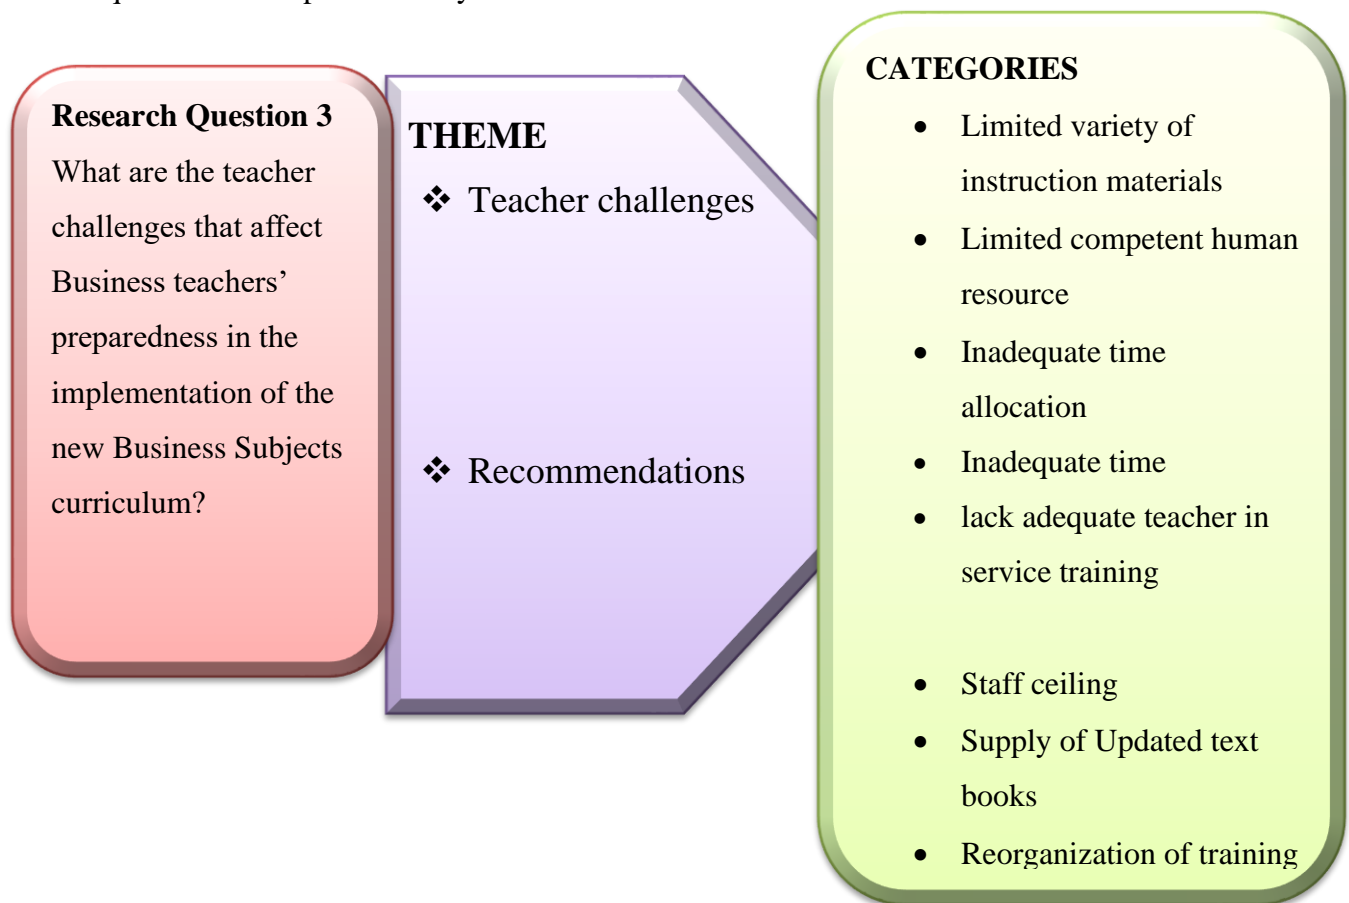 Research Question 3
What are the teacher
challenges that affect
Business teachers’
preparedness in the
implementation of the
new Business Subjects
curriculum?
THEME
❖ Teacher challenges
❖ Recommendations
CATEGORIES
• Limited variety of
instruction materials
• Limited competent human
resource
• Inadequate time
allocation
• Inadequate time
• lack adequate teacher in
service training
• Staff ceiling
• Supply of Updated text
books
• Reorganization of training